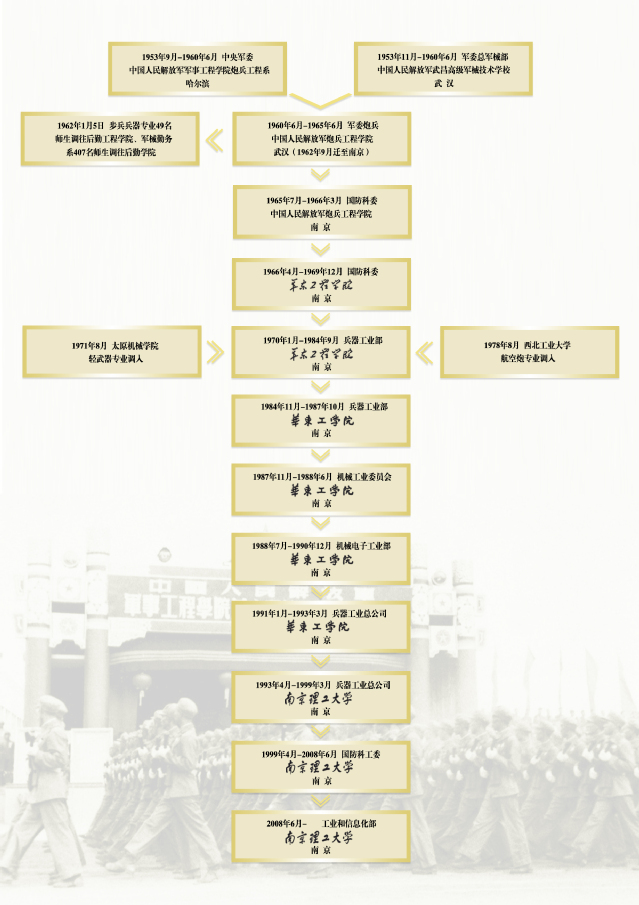 1953年9月-1960年6月 中央军委
中国人民解放军军事工程学院炮兵工程系
哈尔滨
1953年11月-1960年6月 军委总军械部
中国人民解放军武昌高级军械技术学校
武 汉
1962年1月5日 步兵兵器专业49名
师生调往后勤工程学院、军械勤务
系407名师生调往后勤学院
1960年6月-1965年6月 军委炮兵
中国人民解放军炮兵工程学院
武汉（1962年9月迁至南京）
1965年7月-1966年3月 国防科委
中国人民解放军炮兵工程学院
南 京
1966年4月-1969年12月 国防科委
华东工程学院
南 京
1971年8月 太原机械学院
轻武器专业调入
1970年1月-1984年9月 兵器工业部
华东工程学院
南 京
1978年8月 西北工业大学
航空炮专业调入
1984年11月-1987年10月 兵器工业部
華東工学院
南 京
1987年11月-1988年6月 机械工业委员会
華東工学院
南 京
1988年7月-1990年12月 机械电子工业部
華東工学院
南 京
1991年1月-1993年3月 兵器工业总公司
華東工学院
南 京
1993年4月-1999年3月 兵器工业总公司
南京理工大学
南 京
1999年4月-2008年6月 国防科工委
南京理工大学
南 京
2008年6月- 工业和信息化部
南京理工大学
南 京